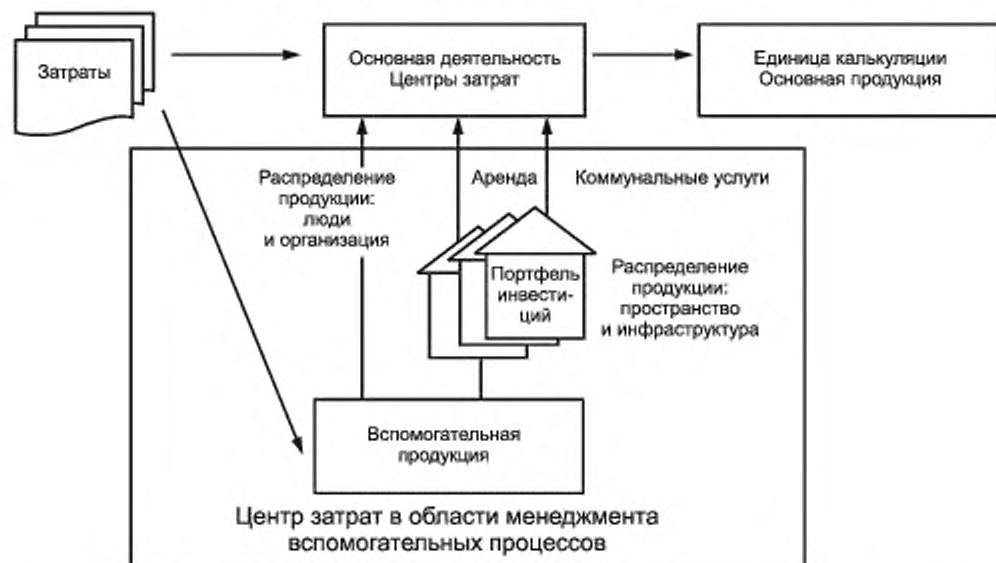 Затраты
Основная деятельность
Центры затрат
Единица калькуляции
Основная продукция
Распределение
продукции:
люди
и организация
Аренда
Коммунальные услуги
Портфель
инвести-
ций
Распределение
продукции:
пространство
и инфраструктура
Вспомогательная
продукция
Центр затрат в области менеджмента
вспомогательных процессов